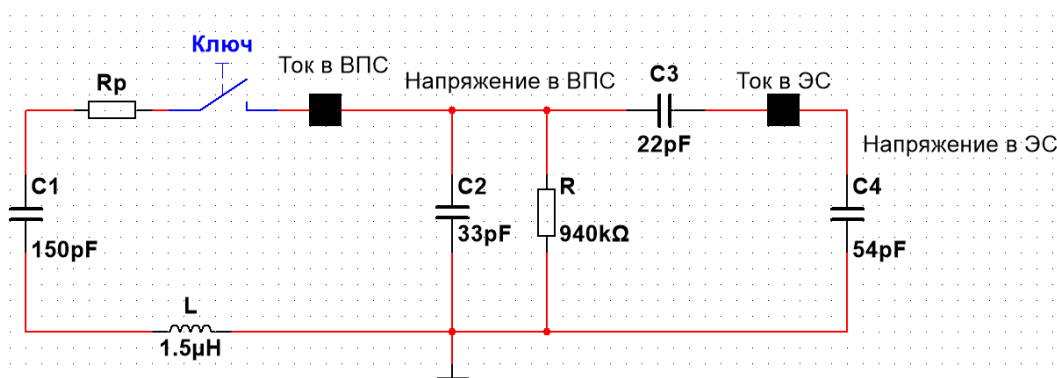 Ключ
Rp
Ток в ВПС
Напряжение в ВПС
C3
22pF
Ток в ЭС
Напряжение в ЭС
C1
150pF
C2
33pF
R
940kΩ
C4
54pF
L
1.5µH